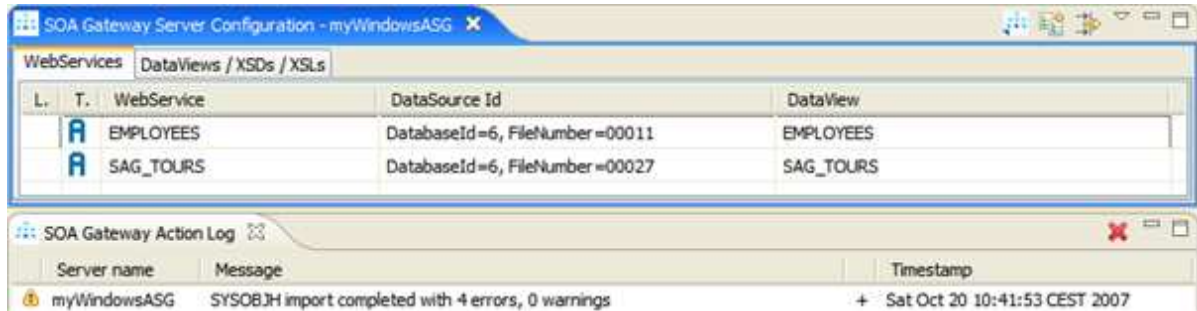 SOA Gateway Server Configuration - myWindowsASG
WebServices DataViews / XSDs / XSLs
L. T. WebService DataSource Id DataView
A EMPLOYEES DatabaseId=6, FileNumber=00011 EMPLOYEES
A SAG_TOURS DatabaseId=6, FileNumber=00027 SAG_TOURS
SOA Gateway Action Log
Server name Message Timestamp
myWindowsASG SYSOBJH import completed with 4 errors, 0 warnings + Sat Oct 20 10:41:53 CEST 2007